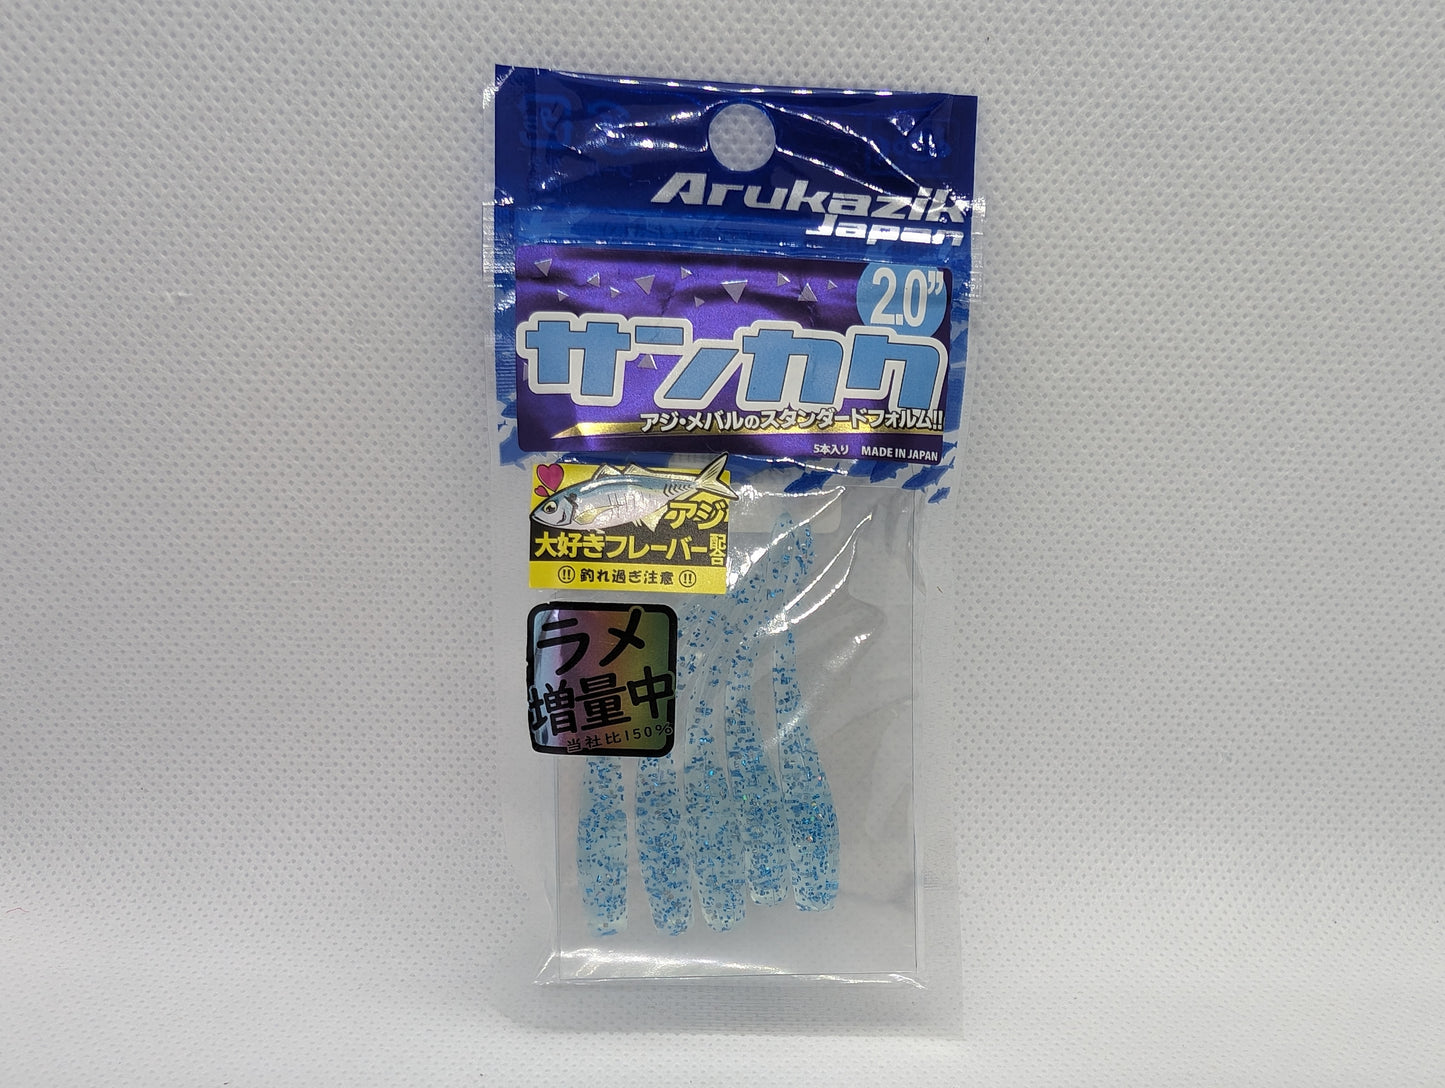 Arukazik
Japan
2.0”
サンカク
アジ・メバルのスタンダードフォルム!!
5本入り MADE IN JAPAN
アジ
大好きフレーバー配合
!! 釣れ過ぎ注意 !!
ラメ
増量中
当社比150%